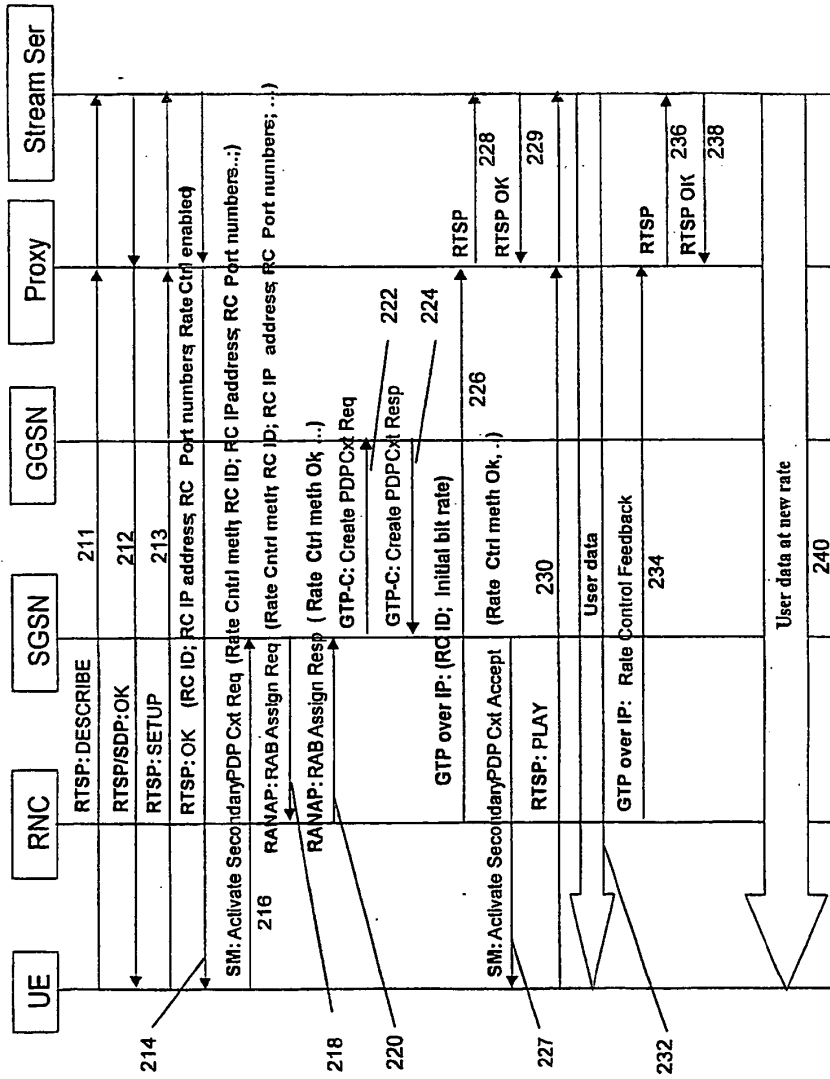 UE
RNC
SGSN
GGSN
Proxy
Stream Ser
RTSP: DESCRIBE
211
RTSP/SDP:OK
212
RTSP: SETUP
213
RTSP: OK (RC ID; RC IP address; RC Port numbers; Rate Ctrl enabled)
214
SM: Activate SecondaryPDP Cxt Req (Rate Cntrl meth; RC ID; RC IPaddress; RC Port numbers..;)
216
RANAP: RAB Assign Req (Rate Cntrl meth; RC ID; RC IP address; RC Port numbers; ...)
218
RANAP: RAB Assign Resp ( Rate Ctrl meth Ok, ...)
220
GTP-C: Create PDPCxt Req
222
GTP-C: Create PDPCxt Resp
224
GTP over IP: (RC ID; Initial bit rate)
226
RTSP
228
SM: Activate SecondaryPDP Cxt Accept (Rate Ctrl meth Ok, ..)
227
RTSP OK
229
RTSP: PLAY
230
User data
232
GTP over IP: Rate Control Feedback
234
RTSP
236
RTSP OK
238
User data at new rate
240